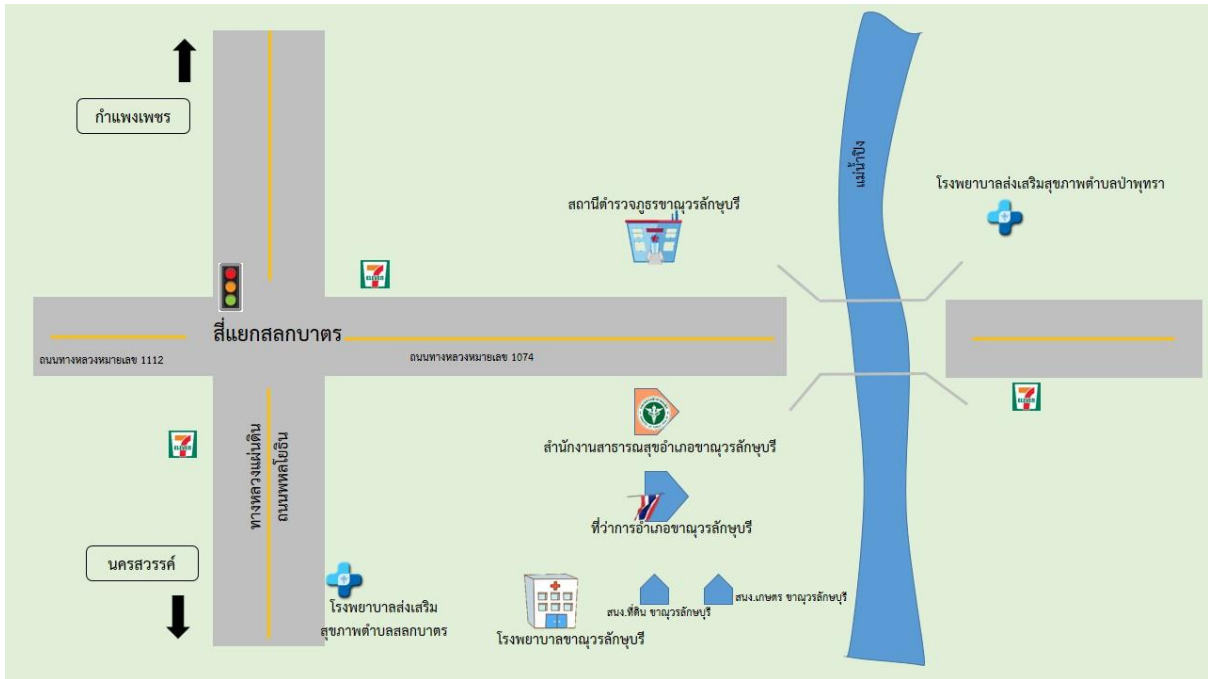 กำแพงเพชร
แม่น้ำปิง
โรงพยาบาลส่งเสริมสุขภาพตำบลป่าพุทรา
สถานีตำรวจภูธรขาณุวรลักษบุรี
7
ELEVEN
สี่แยกสลกบาตร
ถนนทางหลวงหมายเลข 1112
ถนนทางหลวงหมายเลข 1074
7
ELEVEN
7
ELEVEN
สำนักงานสาธารณสุขอำเภอขาณุวรลักษบุรี
ทางหลวงแผ่นดิน
ถนนพหลโยธิน
ที่ว่าการอำเภอขาณุวรลักษบุรี
นครสวรรค์
โรงพยาบาลส่งเสริม
สุขภาพตำบลสลกบาตร
โรงพยาบาลขาณุวรลักษบุรี
สนง.ที่ดิน ขาณุวรลักษบุรี
สนง.เกษตร ขาณุวรลักษบุรี